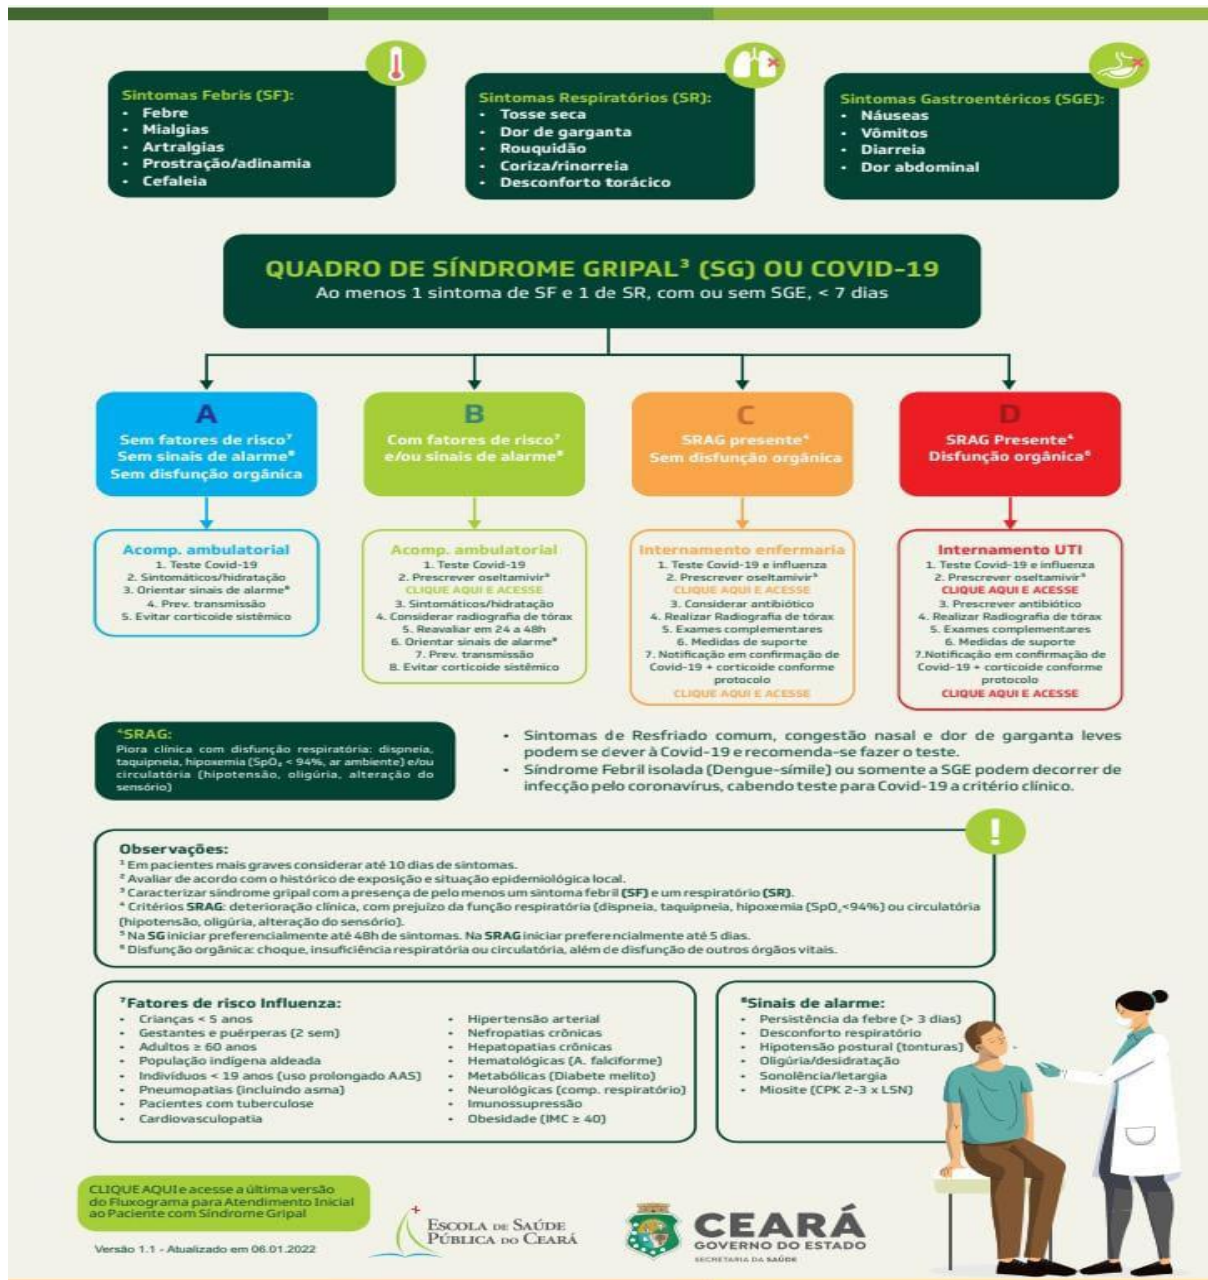 Sintomas Febris (SF):
• Febre
• Mialgias
• Artralgias
• Prostração/adinamia
• Cefaleia
Sintomas Respiratórios (SR):
• Tosse seca
• Dor de garganta
• Rouquidão
• Coriza/rinorreia
• Desconforto torácico
Sintomas Gastroentéricos (SGE):
• Náuseas
• Vômitos
• Diarreia
• Dor abdominal
QUADRO DE SÍNDROME GRIPAL³ (SG) OU COVID-19
Ao menos 1 sintoma de SF e 1 de SR, com ou sem SGE, < 7 dias
A
Sem fatores de risco⁷
Sem sinais de alarme⁸
Sem disfunção orgânica
B
Com fatores de risco⁷
e/ou sinais de alarme⁸
C
SRAG presente⁴
Sem disfunção orgânica
D
SRAG Presente⁴
Disfunção orgânica⁶
Acomp. ambulatorial
1. Teste Covid-19
2. Sintomáticos/hidratação
3. Orientar sinais de alarme⁸
4. Prev. transmissão
5. Evitar corticoide sistêmico
Acomp. ambulatorial
1. Teste Covid-19
2. Prescrever oseltamivir⁵
CLIQUE AQUI E ACESSE
3. Sintomáticos/hidratação
4. Considerar radiografia de tórax
5. Reavaliar em 24 a 48h
6. Orientar sinais de alarme⁸
7. Prev. transmissão
8. Evitar corticoide sistêmico
Internamento enfermaria
1. Teste Covid-19 e influenza
2. Prescrever oseltamivir⁵
CLIQUE AQUI E ACESSE
3. Considerar antibiótico
4. Realizar Radiografia de tórax
5. Exames complementares
6. Medidas de suporte
7. Notificação em confirmação de
Covid-19 + corticoide conforme
protocolo
CLIQUE AQUI E ACESSE
Internamento UTI
1. Teste Covid-19 e influenza
2. Prescrever oseltamivir⁵
CLIQUE AQUI E ACESSE
3. Prescrever antibiótico
4. Realizar Radiografia de tórax
5. Exames complementares
6. Medidas de suporte
7.Notificação em confirmação de
Covid-19 + corticoide conforme
protocolo
CLIQUE AQUI E ACESSE
⁴SRAG:
Piora clínica com disfunção respiratória: dispneia,
taquipneia, hipoxemia (SpO₂ < 94%, ar ambiente) e/ou
circulatória (hipotensão, oligúria, alteração do
sensório)
• Sintomas de Resfriado comum, congestão nasal e dor de garganta leves
podem se dever à Covid-19 e recomenda-se fazer o teste.
• Síndrome Febril isolada (Dengue-símile) ou somente a SGE podem decorrer de
infecção pelo coronavírus, cabendo teste para Covid-19 a critério clínico.
!
Observações:
¹ Em pacientes mais graves considerar até 10 dias de sintomas.
² Avaliar de acordo com o histórico de exposição e situação epidemiológica local.
³ Caracterizar síndrome gripal com a presença de pelo menos um sintoma febril (SF) e um respiratório (SR).
⁴ Critérios SRAG: deterioração clínica, com prejuízo da função respiratória (dispneia, taquipneia, hipoxemia (SpO₂<94%) ou circulatória
(hipotensão, oligúria, alteração do sensório).
⁵ Na SG iniciar preferencialmente até 48h de sintomas. Na SRAG iniciar preferencialmente até 5 dias.
⁶ Disfunção orgânica: choque, insuficiência respiratória ou circulatória, além de disfunção de outros órgãos vitais.
⁷Fatores de risco Influenza:
• Crianças < 5 anos
• Gestantes e puérperas (2 sem)
• Adultos ≥ 60 anos
• População indígena aldeada
• Indivíduos < 19 anos (uso prolongado AAS)
• Pneumopatias (incluindo asma)
• Pacientes com tuberculose
• Cardiovasculopatia
• Hipertensão arterial
• Nefropatias crônicas
• Hepatopatias crônicas
• Hematológicas (A. falciforme)
• Metabólicas (Diabete melito)
• Neurológicas (comp. respiratório)
• Imunossupressão
• Obesidade (IMC ≥ 40)
⁸Sinais de alarme:
• Persistência da febre (> 3 dias)
• Desconforto respiratório
• Hipotensão postural (tonturas)
• Oligúria/desidratação
• Sonolência/letargia
• Miosite (CPK 2-3 x LSN)
CLIQUE AQUI e acesse a última versão
do Fluxograma para Atendimento Inicial
ao Paciente com Síndrome Gripal
Versão 1.1 - Atualizado em 06.01.2022
ESCOLA DE SAÚDE
PÚBLICA DO CEARÁ
CEARÁ
GOVERNO DO ESTADO
SECRETARIA DA SAÚDE